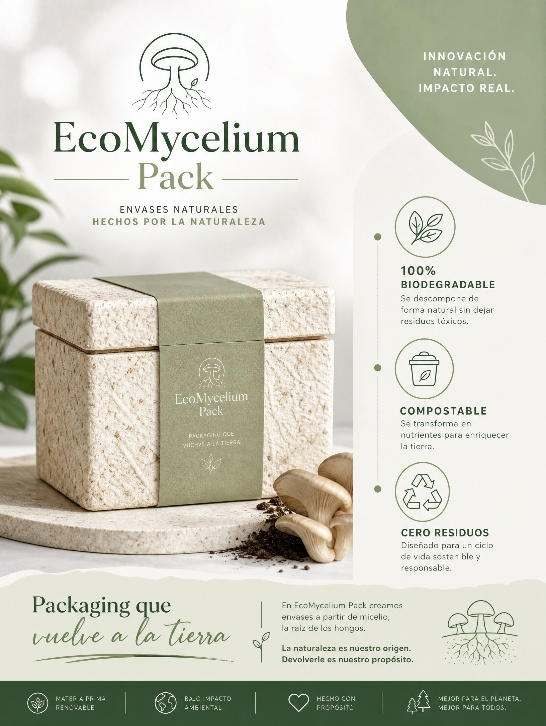 INNOVACIÓN
NATURAL.
IMPACTO REAL.
EcoMycelium
Pack
ENVASES NATURALES
HECHOS POR LA NATURALEZA
EcoMycelium
Pack
PACKAGING QUE
VUELVE A LA TIERRA
100%
BIODEGRADABLE
Se descompone de
forma natural sin dejar
residuos tóxicos.
COMPOSTABLE
Se transforma en
nutrientes para enriquecer
la tierra.
CERO RESIDUOS
Diseñado para un ciclo
de vida sostenible y
responsable.
Packaging que
vuelve a la tierra
En EcoMycelium Pack creamos
envases a partir de micelio,
la raíz de los hongos.
La naturaleza es nuestro origen.
Devolverle es nuestro propósito.
MATERIA PRIMA
RENOVABLE
BAJO IMPACTO
AMBIENTAL
HECHO CON
PROPÓSITO
MEJOR PARA EL PLANETA.
MEJOR PARA TODOS.